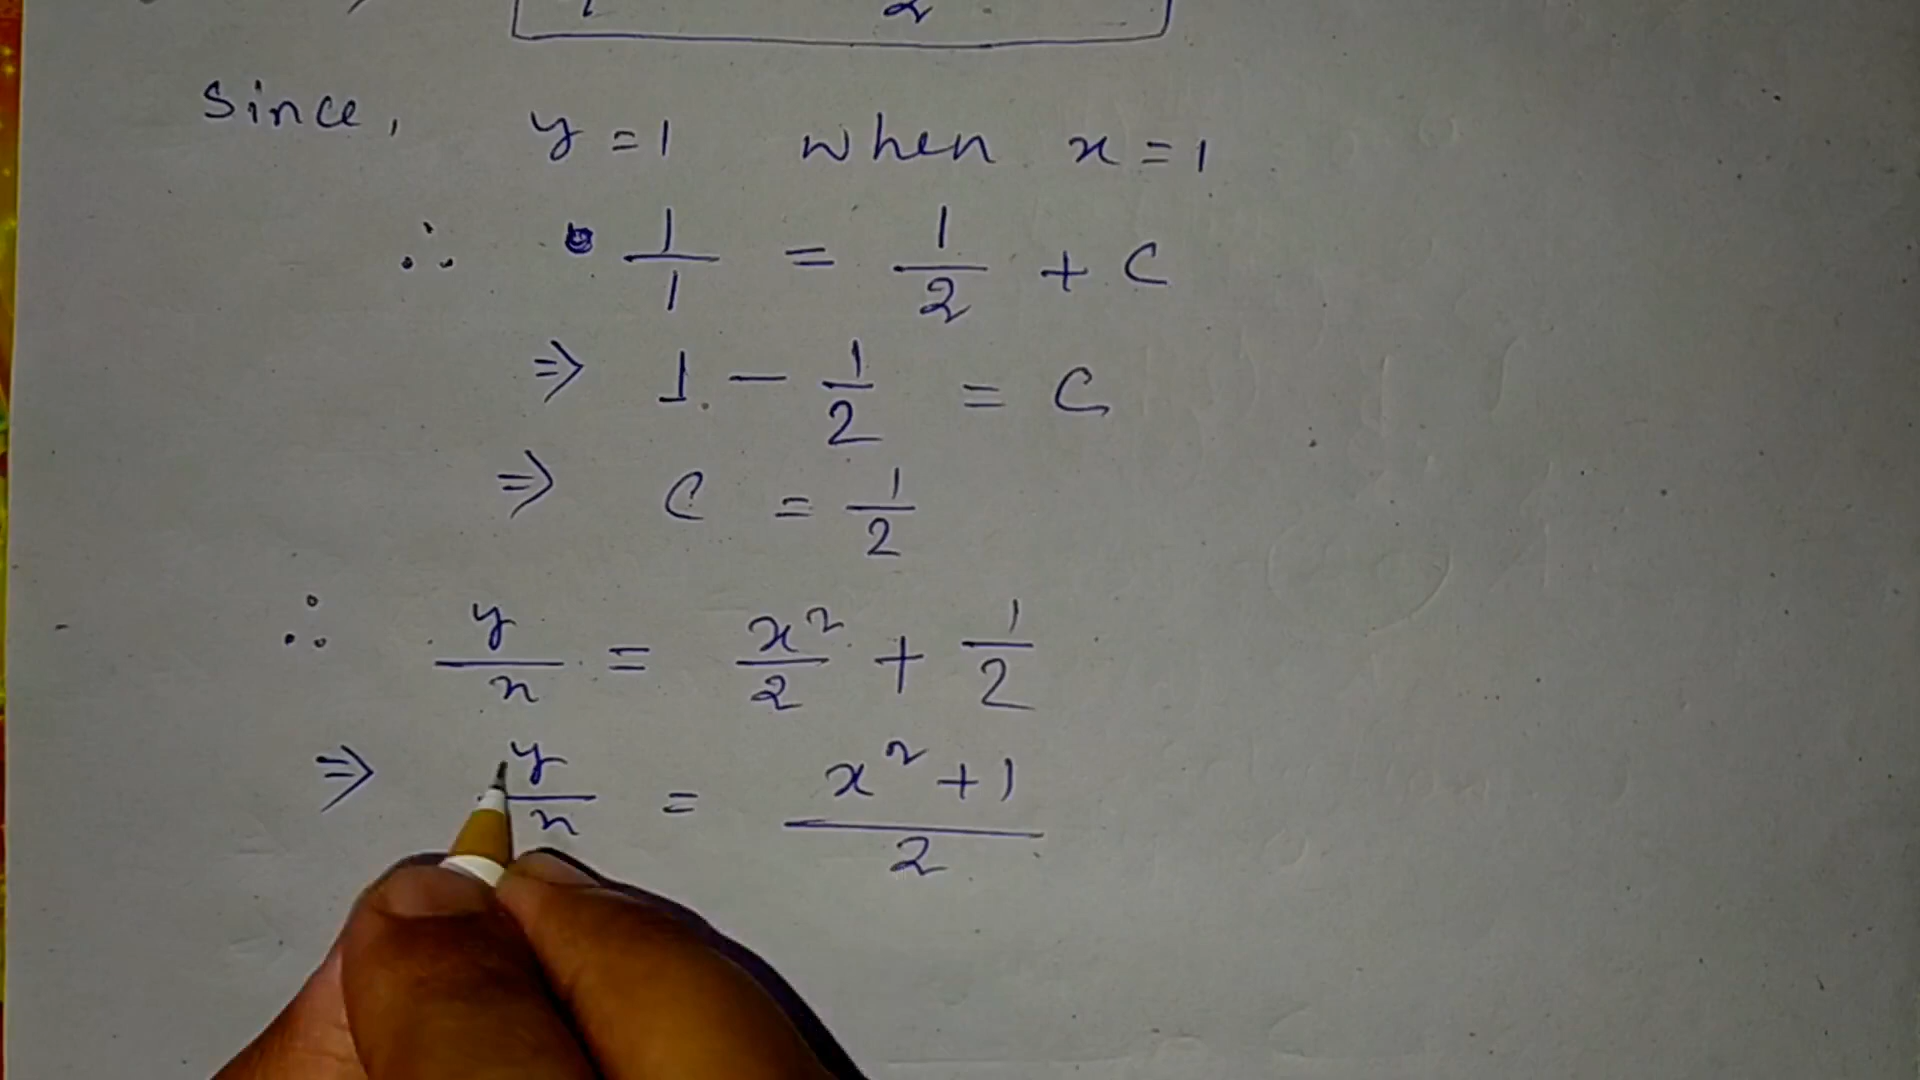 2
Since, y = 1 when x = 1
∴ 1/1 = 1/2 + C
⇒ 1 - 1/2 = C
⇒ C = 1/2
∴ y/x = x²/2 + 1/2
⇒ y/x = x² + 1/2